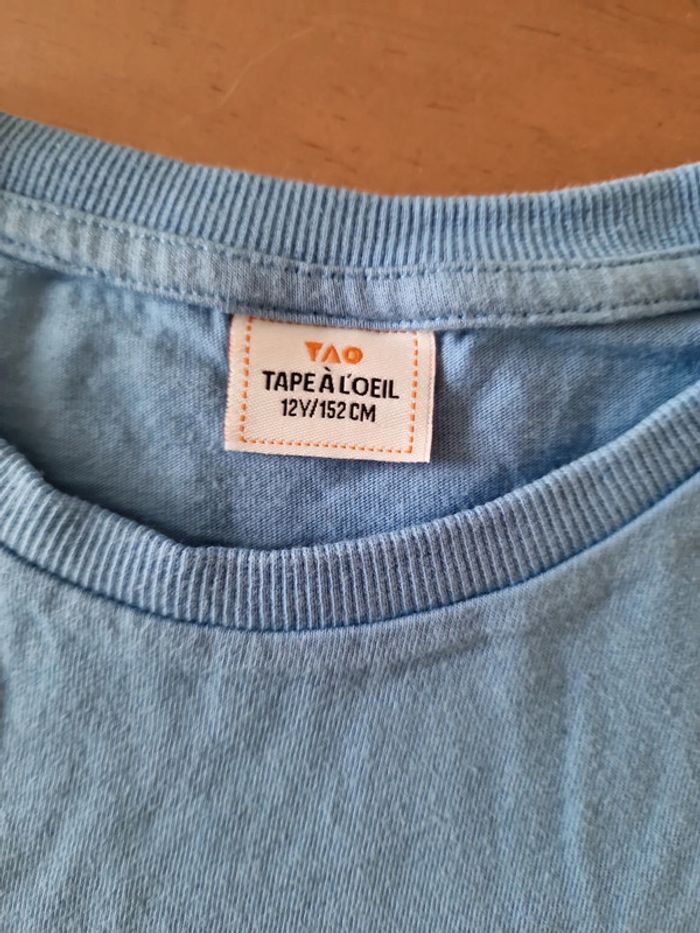 TAO
TAPE À L'OEIL
12Y/152 CM